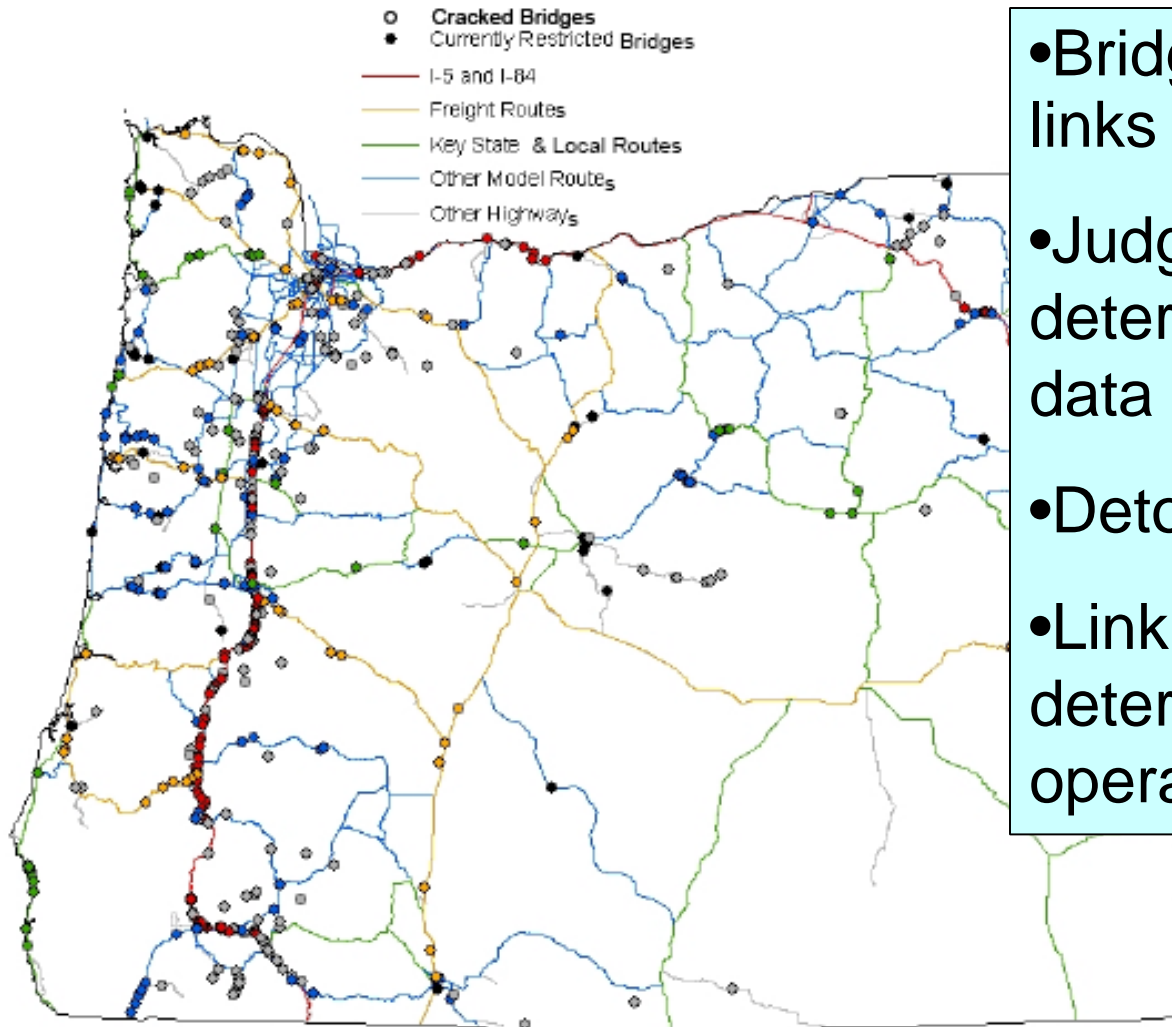 Cracked Bridges
Currently Restricted Bridges
I-5 and I-84
Freight Routes
Key State & Local Routes
Other Model Routes
Other Highways
•Bridg
links
•Judg
deter
data
•Deto
•Link
deter
opera